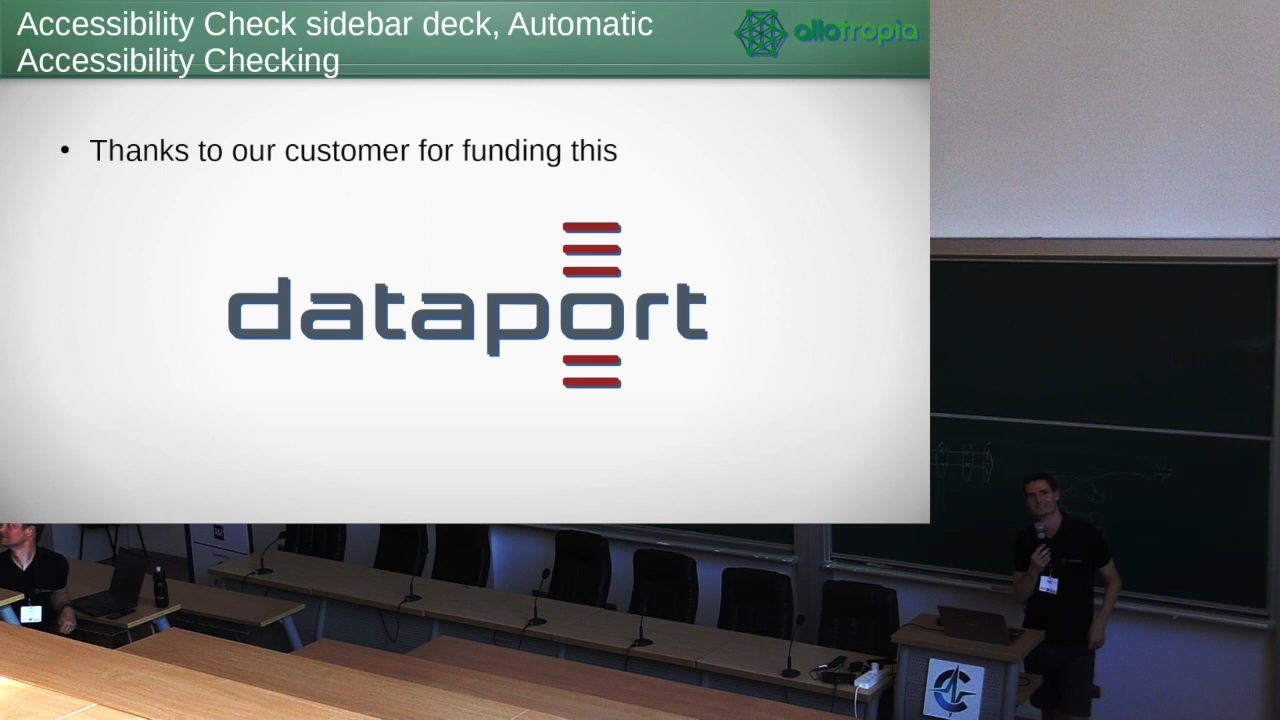 Accessibility Check sidebar deck, Automatic
Accessibility Checking
allotropia
• Thanks to our customer for funding this
dataport